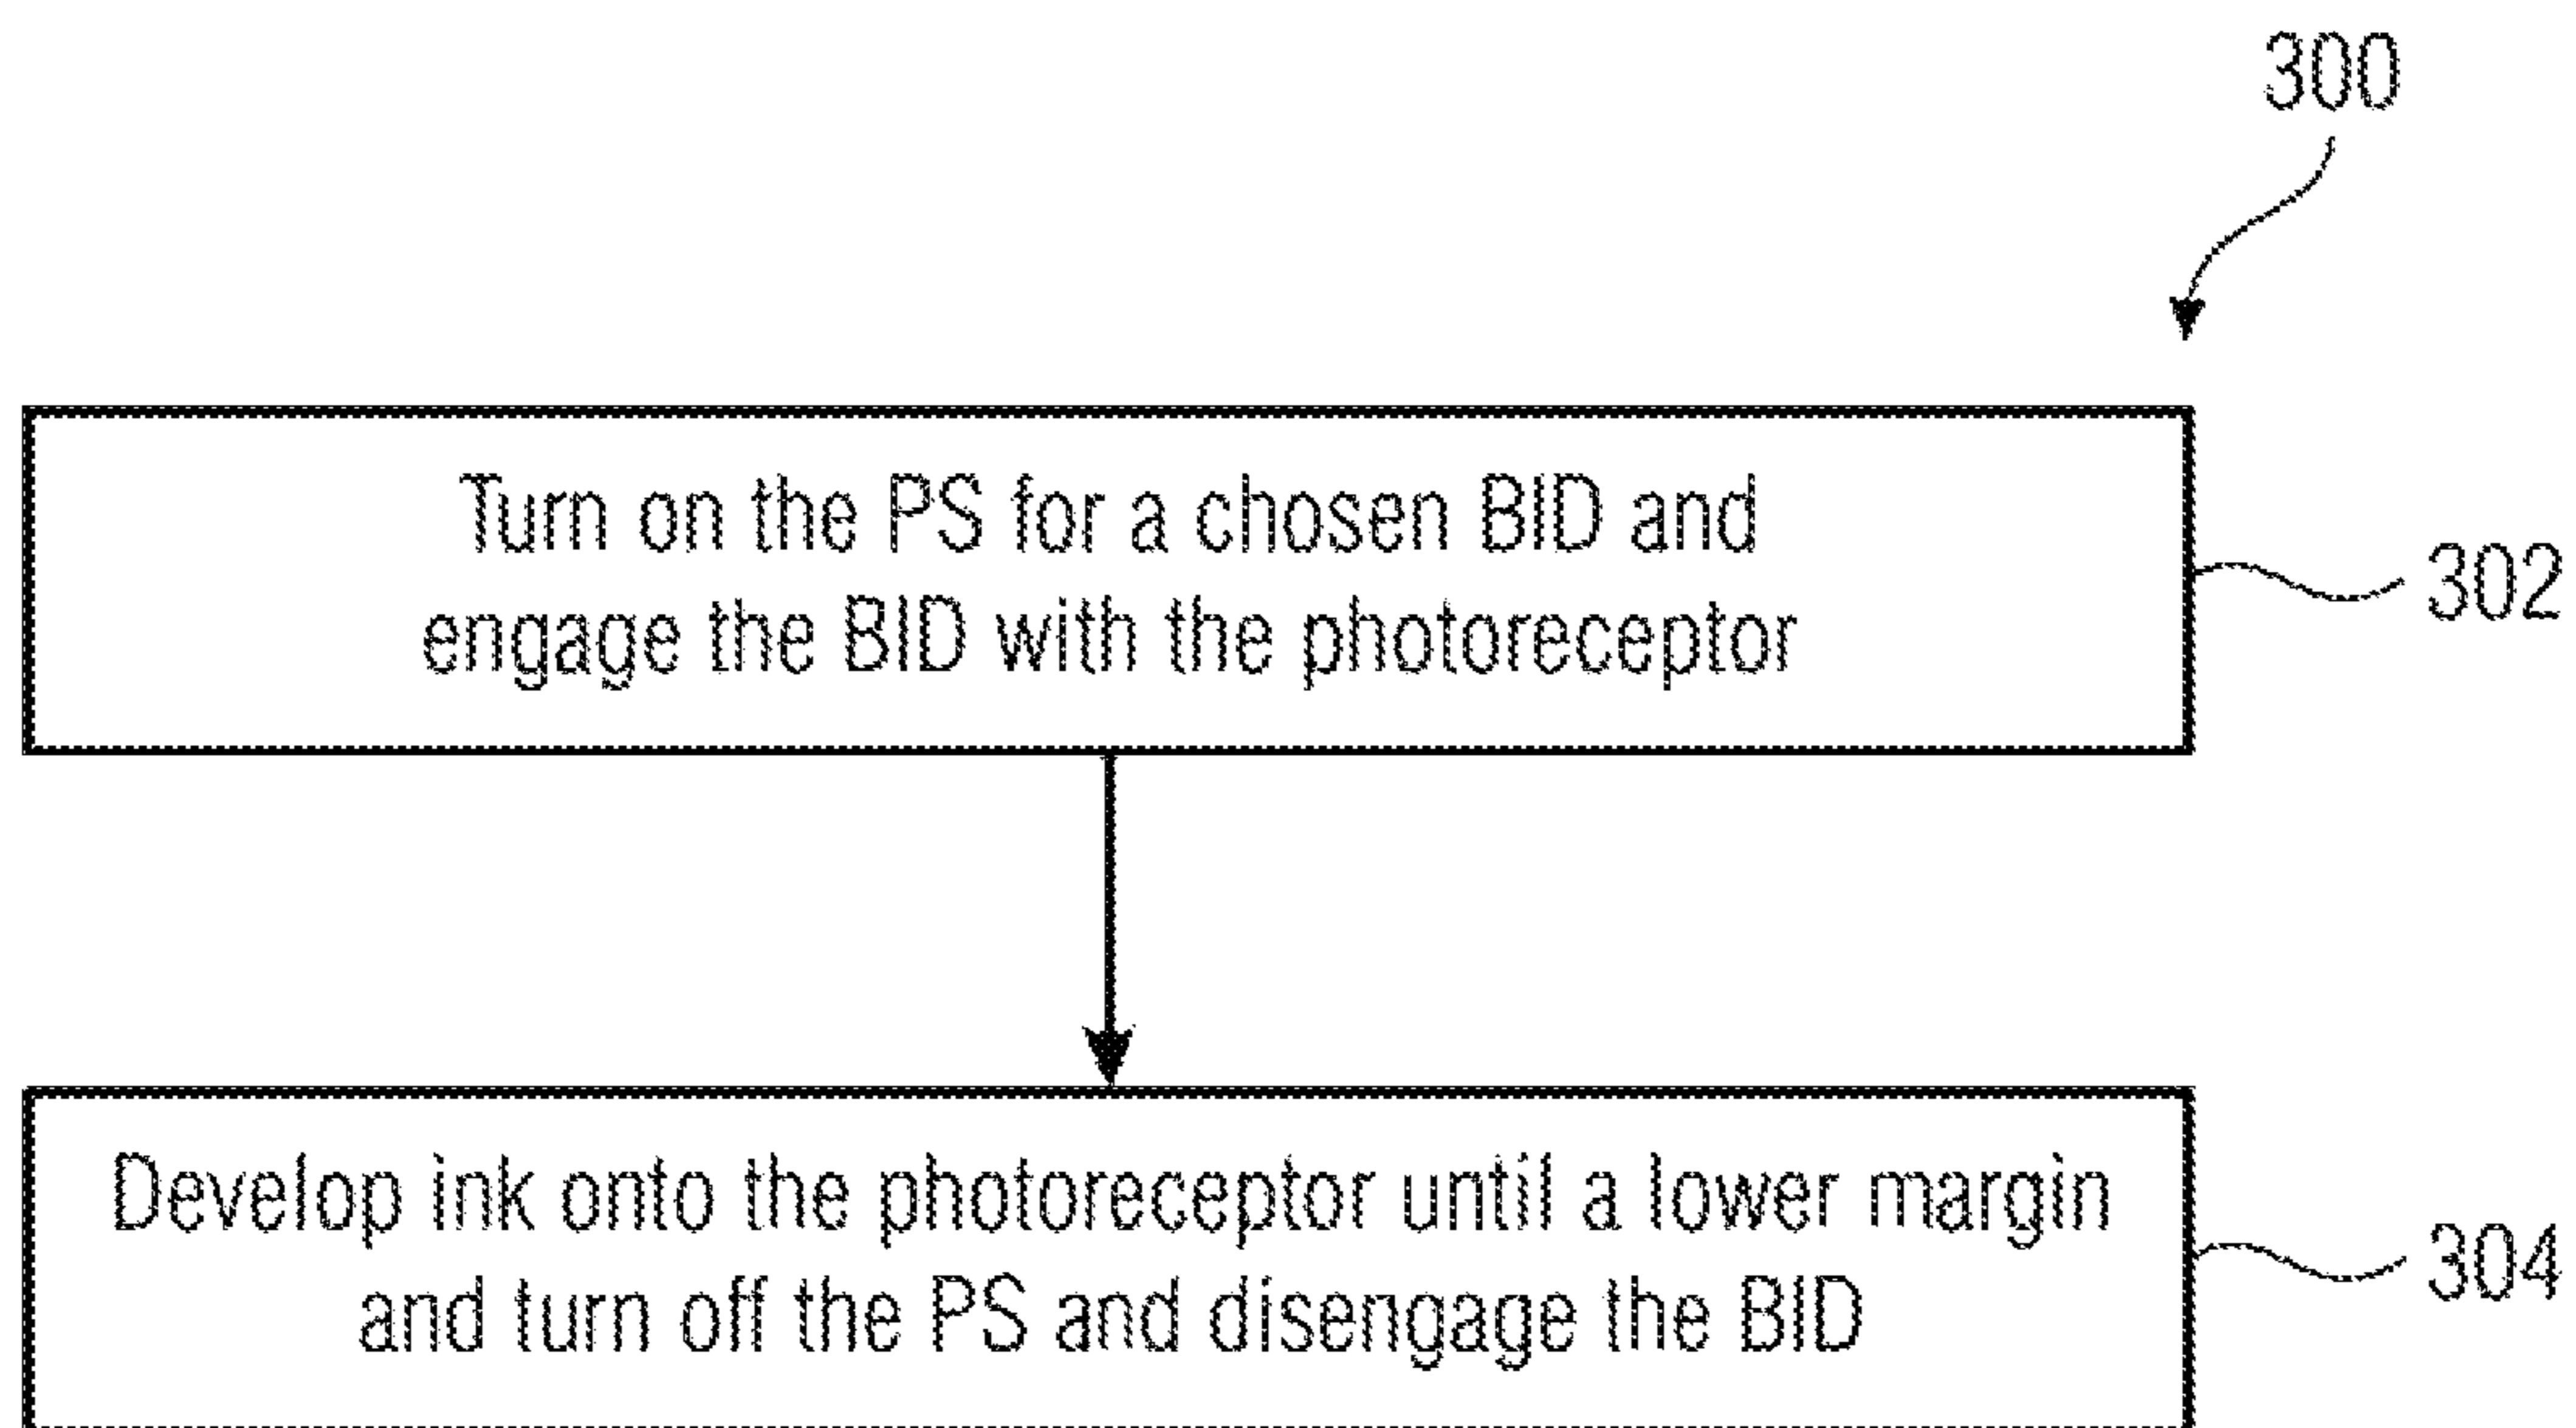 300
Turn on the PS for a chosen BID and
engage the BID with the photoreceptor
302
Develop ink onto the photoreceptor until a lower margin
and turn off the PS and disengage the BID
304